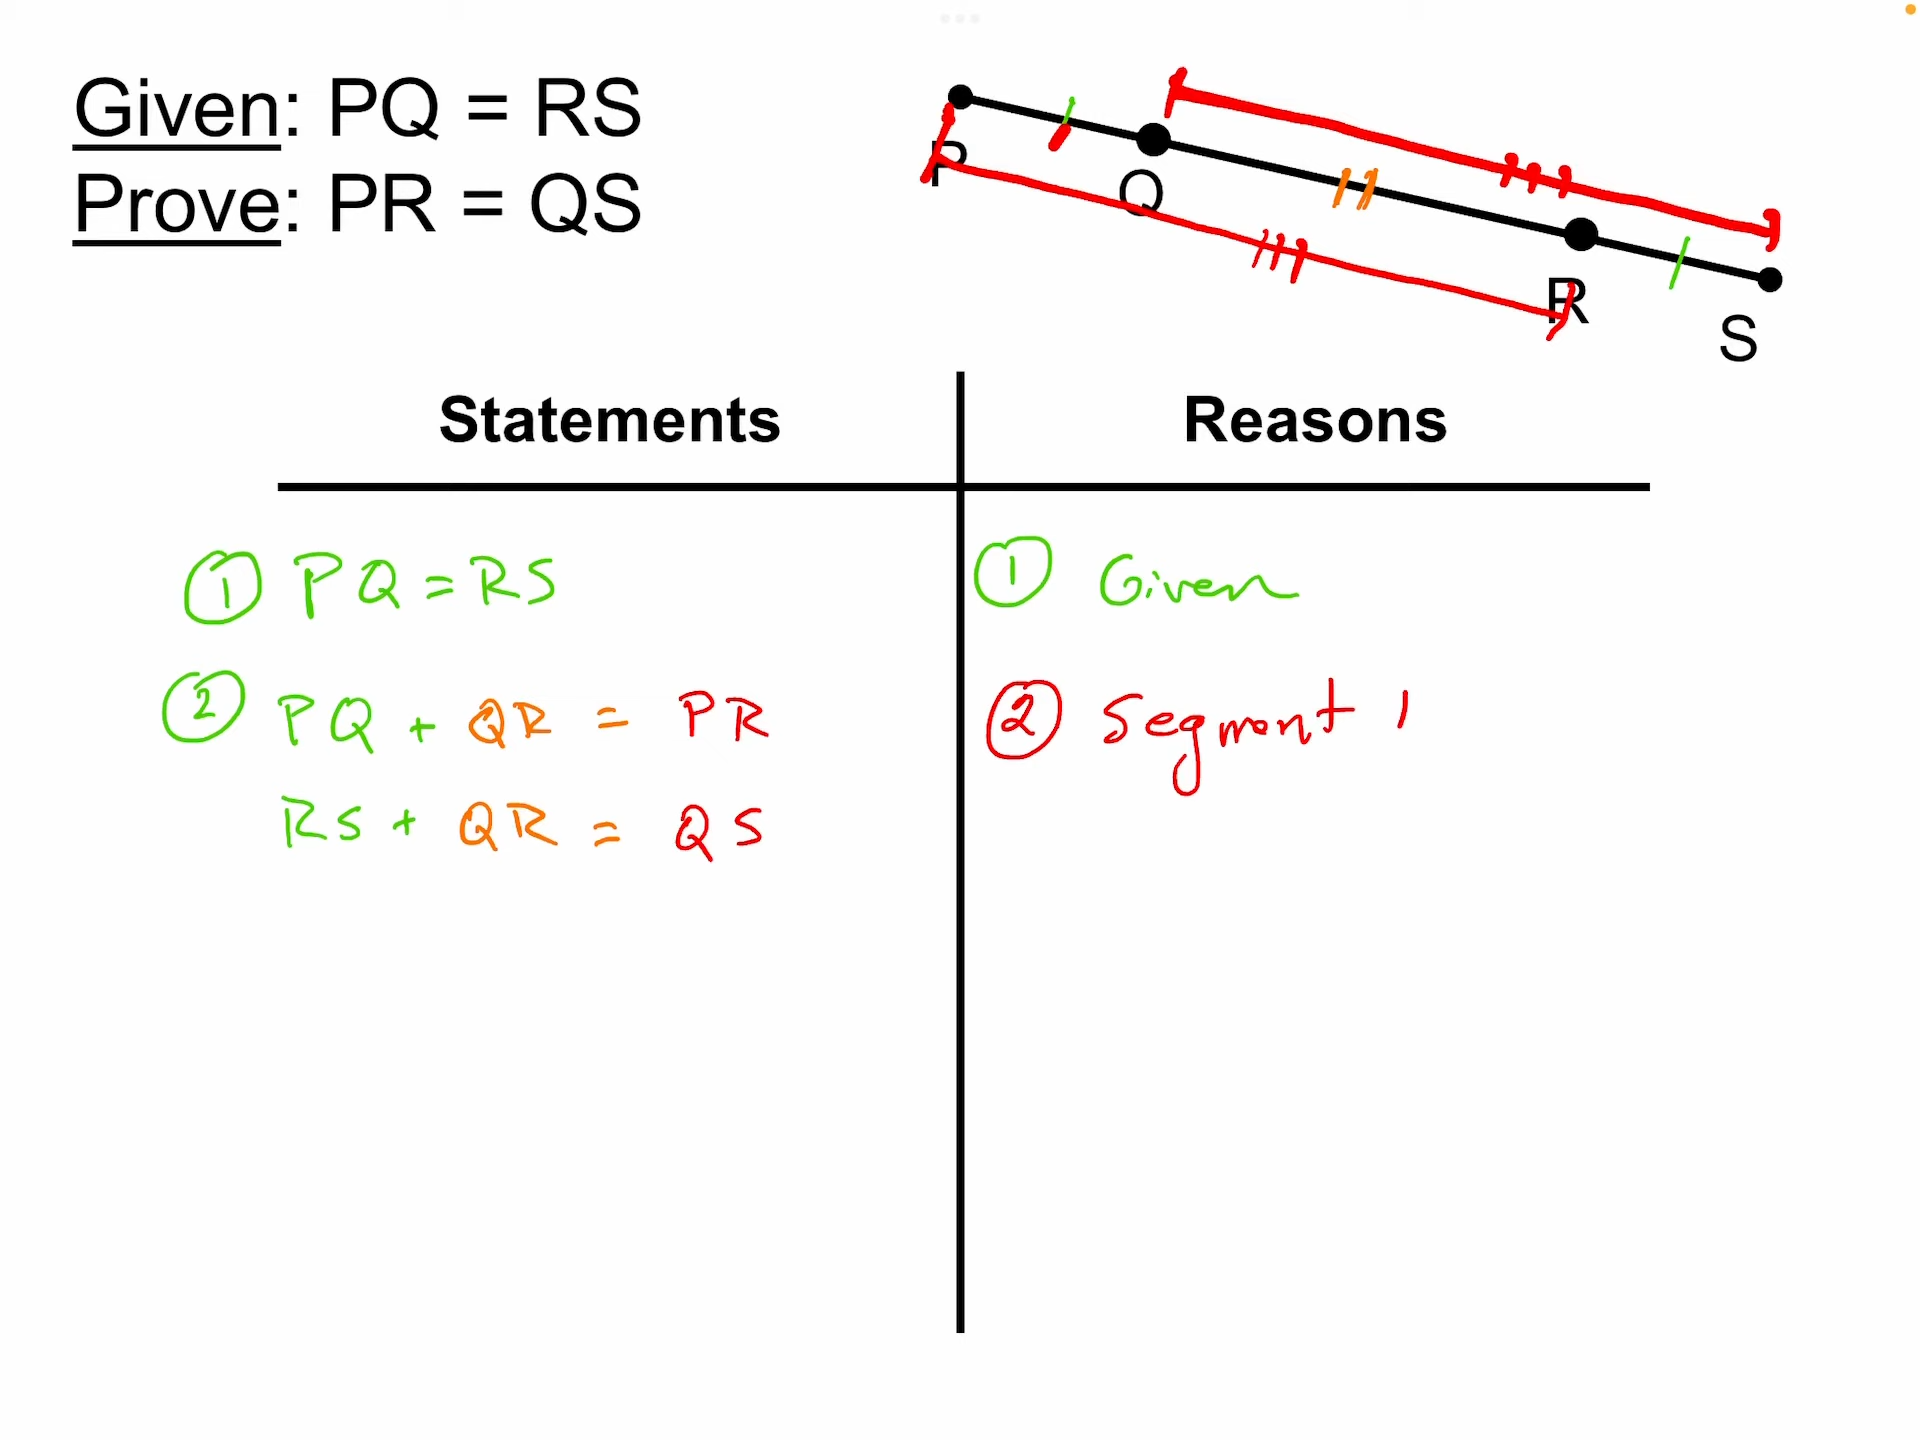 Given: PQ = RS
Prove: PR = QS
P
Q
R
S
Statements
Reasons
① PQ = RS
① Given
② PQ + QR = PR
② Segment
RS + QR = QS